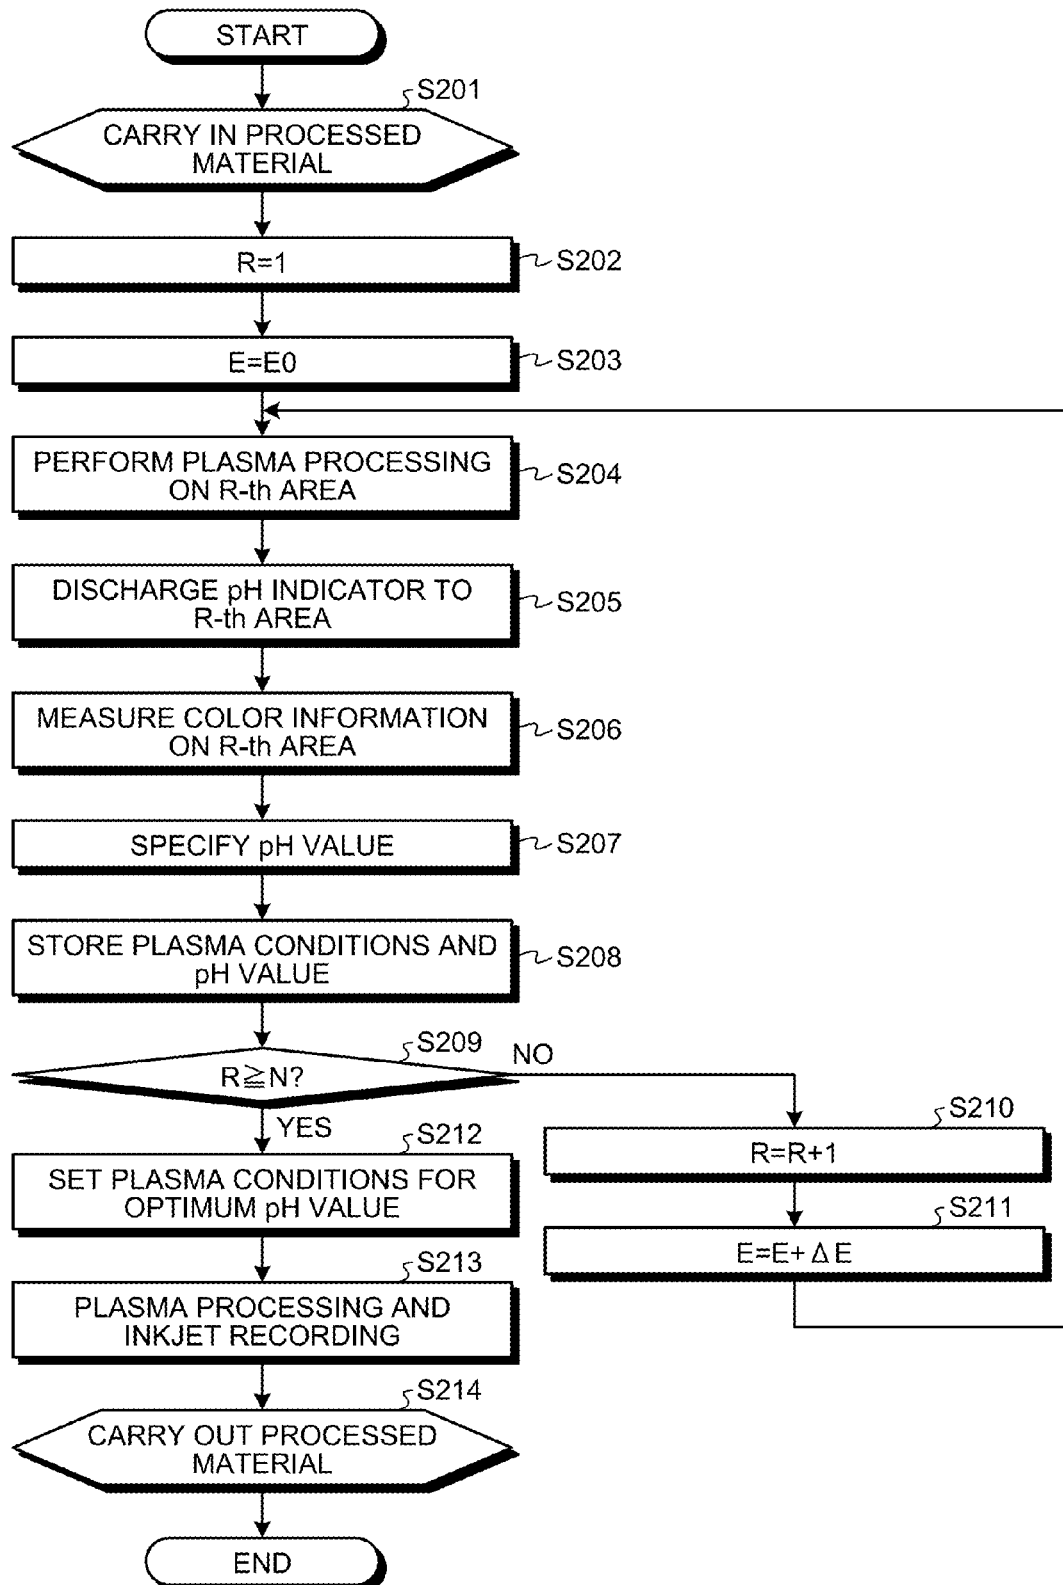 START
S201
CARRY IN PROCESSED
MATERIAL
R=1
S202
E=E0
S203
PERFORM PLASMA PROCESSING
ON R-th AREA
S204
DISCHARGE pH INDICATOR TO
R-th AREA
S205
MEASURE COLOR INFORMATION
ON R-th AREA
S206
SPECIFY pH VALUE
S207
STORE PLASMA CONDITIONS AND
pH VALUE
S208
S209
R≧N?
NO
YES
S210
R=R+1
S211
E=E+ΔE
S212
SET PLASMA CONDITIONS FOR
OPTIMUM pH VALUE
S213
PLASMA PROCESSING AND
INKJET RECORDING
S214
CARRY OUT PROCESSED
MATERIAL
END